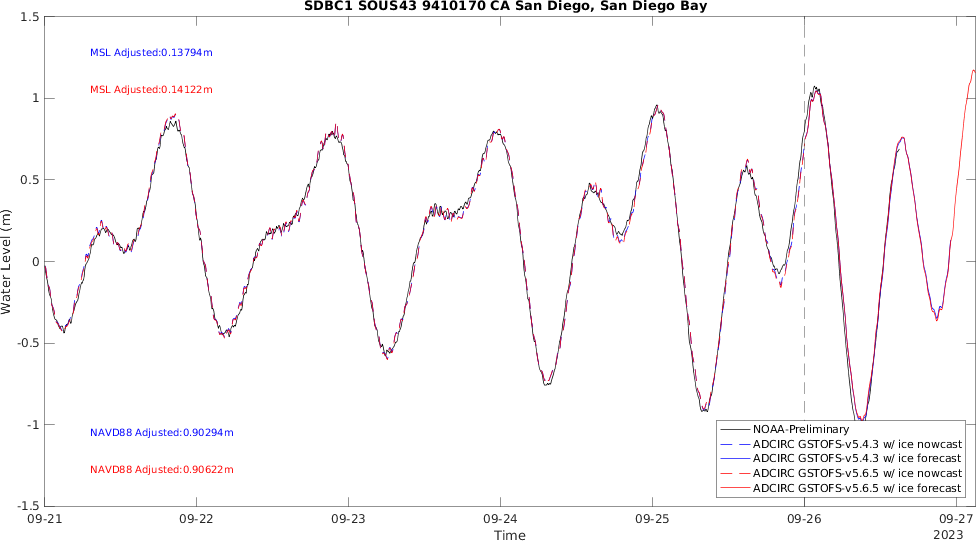 SDBC1 SOUS43 9410170 CA San Diego, San Diego Bay
1.5
MSL Adjusted:0.13794m
MSL Adjusted:0.14122m
1
0.5
0
-0.5
-1
-1.5
Water Level (m)
NAVD88 Adjusted:0.90294m
NAVD88 Adjusted:0.90622m
NOAA-Preliminary
ADCIRC GSTOFS-v5.4.3 w/ ice nowcast
ADCIRC GSTOFS-v5.4.3 w/ ice forecast
ADCIRC GSTOFS-v5.6.5 w/ ice nowcast
ADCIRC GSTOFS-v5.6.5 w/ ice forecast
09-21 09-22 09-23 09-24 09-25 09-26 09-27
Time
2023